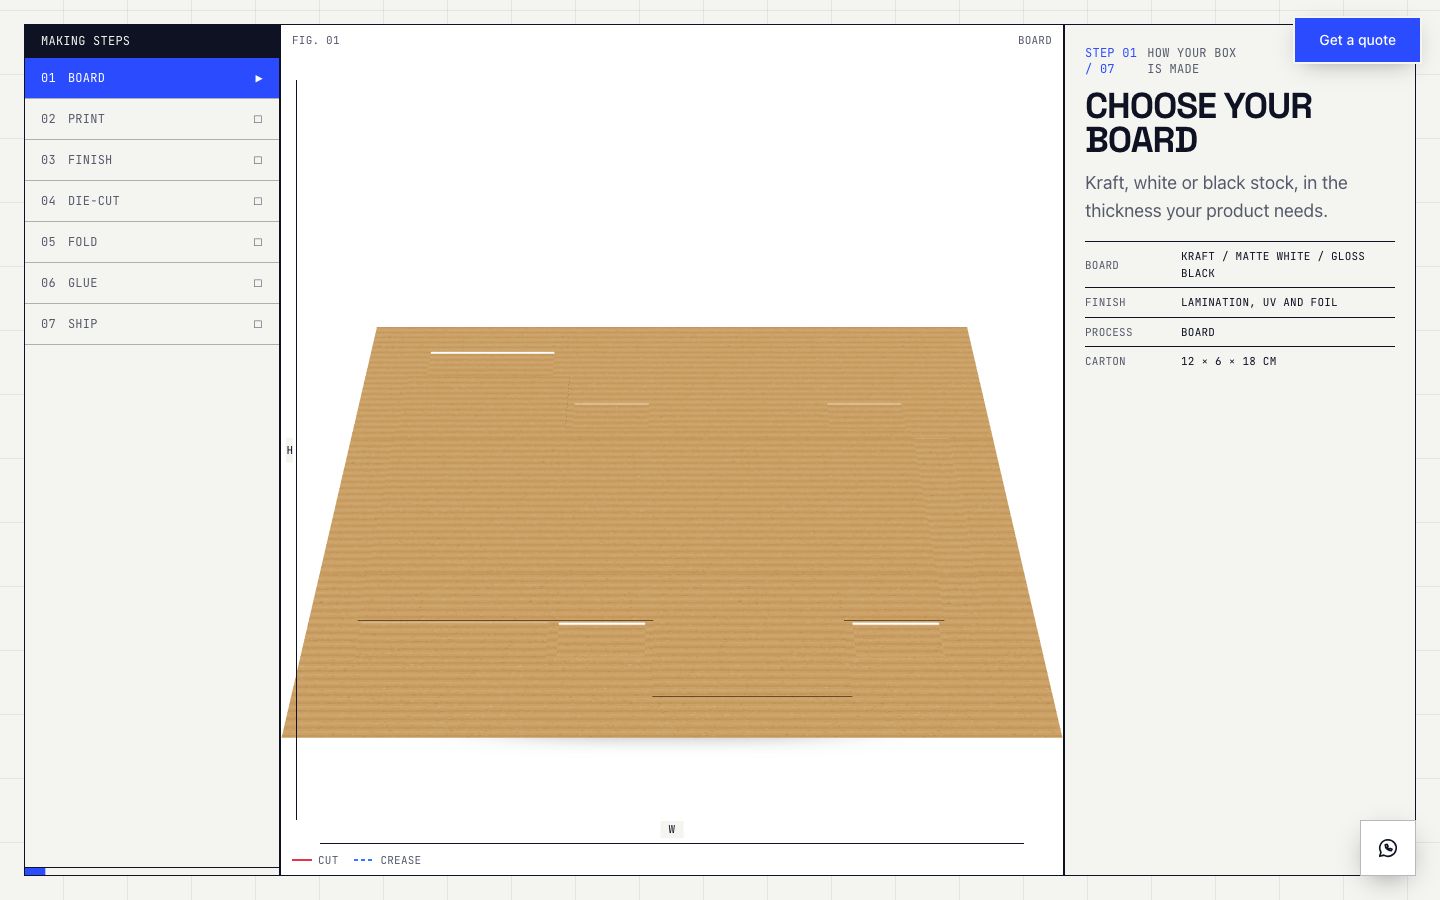 MAKING STEPS
01 BOARD
02 PRINT
03 FINISH
04 DIE-CUT
05 FOLD
06 GLUE
07 SHIP
FIG. 01
BOARD
H
W
CUT
CREASE
Get a quote
STEP 01 / 07
HOW YOUR BOX
IS MADE
CHOOSE YOUR
BOARD
Kraft, white or black stock, in the
thickness your product needs.
BOARD
KRAFT / MATTE WHITE / GLOSS
BLACK
FINISH
LAMINATION, UV AND FOIL
PROCESS
BOARD
CARTON
12 × 6 × 18 CM